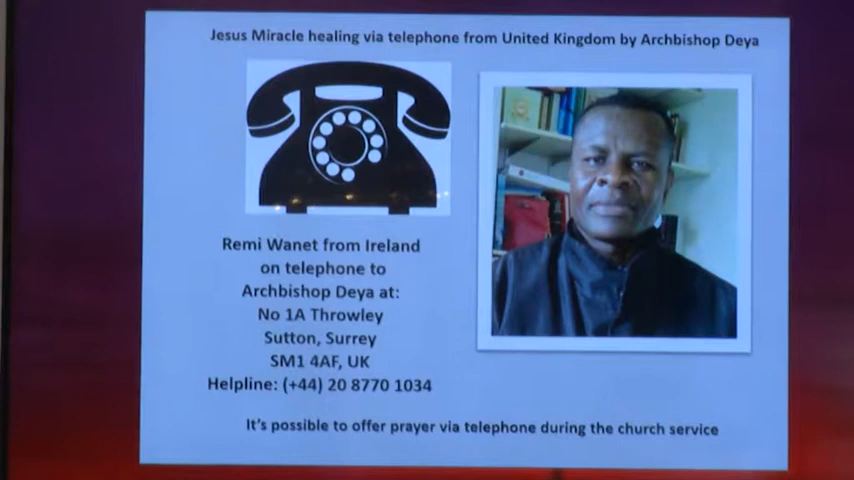 Jesus Miracle healing via telephone from United Kingdom by Archbishop Deya
Remi Wanet from Ireland
on telephone to
Archbishop Deya at:
No 1A Throwley
Sutton, Surrey
SM1 4AF, UK
Helpline: (+44) 20 8770 1034
It's possible to offer prayer via telephone during the church service